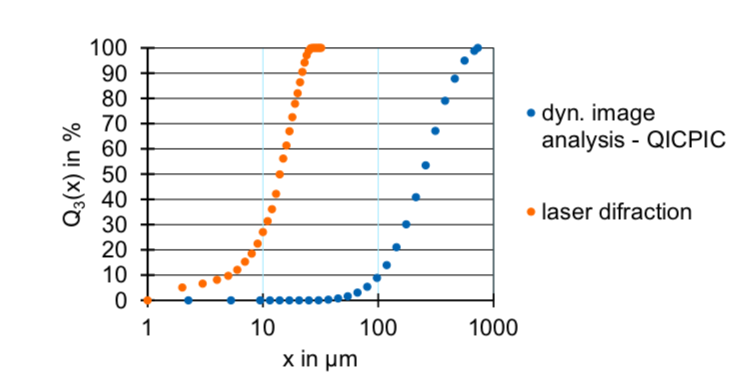 100
90
80
70
60
50
40
30
20
10
0
Q3(x) in %
1 10 100 1000
x in µm
dyn. image
analysis - QICPIC
laser difraction